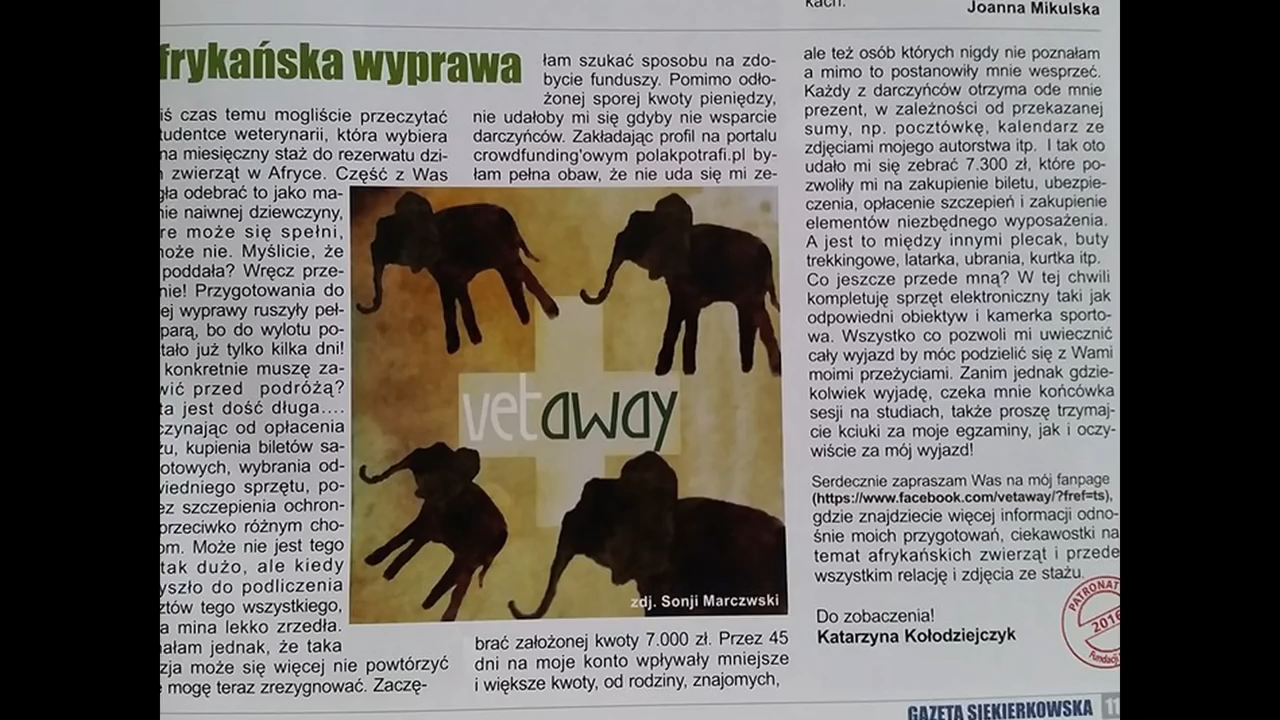 kach.
Joanna Mikulska
frykańska wyprawa
iś czas temu mogliście przeczytać
tudentce weterynarii, która wybiera
na miesięczny staż do rezerwatu dzi-
zwierząt w Afryce. Część z Was
gła odebrać to jako ma-
nie naiwnej dziewczyny,
re może się spełni,
może nie. Myślicie, że
poddała? Wręcz prze-
nie! Przygotowania do
ej wyprawy ruszyły peł-
parą, bo do wylotu po-
tało już tylko kilka dni!
konkretnie muszę za-
wić przed podróżą?
ta jest dość długa....
czynając od opłacenia
zu, kupienia biletów sa-
otowych, wybrania od-
viedniego sprzętu, po-
ez szczepienia ochron-
orzeciwko różnym cho-
om. Może nie jest tego
tak dużo, ale kiedy
yszło do podliczenia
ztów tego wszystkiego,
a mina lekko zrzedła.
ałam jednak, że taka
zja może się więcej nie powtórzyć
mogę teraz zrezygnować. Zaczę-
łam szukać sposobu na zdo-
bycie funduszy. Pomimo odło-
żonej sporej kwoty pieniędzy,
nie udałoby mi się gdyby nie wsparcie
darczyńców. Zakładając profil na portalu
crowdfunding'owym polakpotrafi.pl by-
łam pełna obaw, że nie uda się mi ze-
vetaway
zdj. Sonji Marczwski
brać założonej kwoty 7.000 zł. Przez 45
dni na moje konto wpływały mniejsze
i większe kwoty, od rodziny, znajomych,
ale też osób których nigdy nie poznałam
a mimo to postanowiły mnie wesprzeć.
Każdy z darczyńców otrzyma ode mnie
prezent, w zależności od przekazanej
sumy, np. pocztówkę, kalendarz ze
zdjęciami mojego autorstwa itp. I tak oto
udało mi się zebrać 7.300 zł, które po-
zwoliły mi na zakupienie biletu, ubezpie-
czenia, opłacenie szczepień i zakupienie
elementów niezbędnego wyposażenia.
A jest to między innymi plecak, buty
trekkingowe, latarka, ubrania, kurtka itp.
Co jeszcze przede mną? W tej chwili
kompletuję sprzęt elektroniczny taki jak
odpowiedni obiektyw i kamerka sporto-
wa. Wszystko co pozwoli mi uwiecznić
cały wyjazd by móc podzielić się z Wami
moimi przeżyciami. Zanim jednak gdzie-
kolwiek wyjadę, czeka mnie końcówka
sesji na studiach, także proszę trzymaj-
cie kciuki za moje egzaminy, jak i oczy-
wiście za mój wyjazd!
Serdecznie zapraszam Was na mój fanpage
(https://www.facebook.com/vetaway/?fref=ts),
gdzie znajdziecie więcej informacji odno-
śnie moich przygotowań, ciekawostki na
temat afrykańskich zwierząt i przede
wszystkim relację i zdjęcia ze stażu.
Do zobaczenia!
Katarzyna Kołodziejczyk
PATRONAT
2016
Fundacji
GAZETA SIEKIERKOWSKA 11